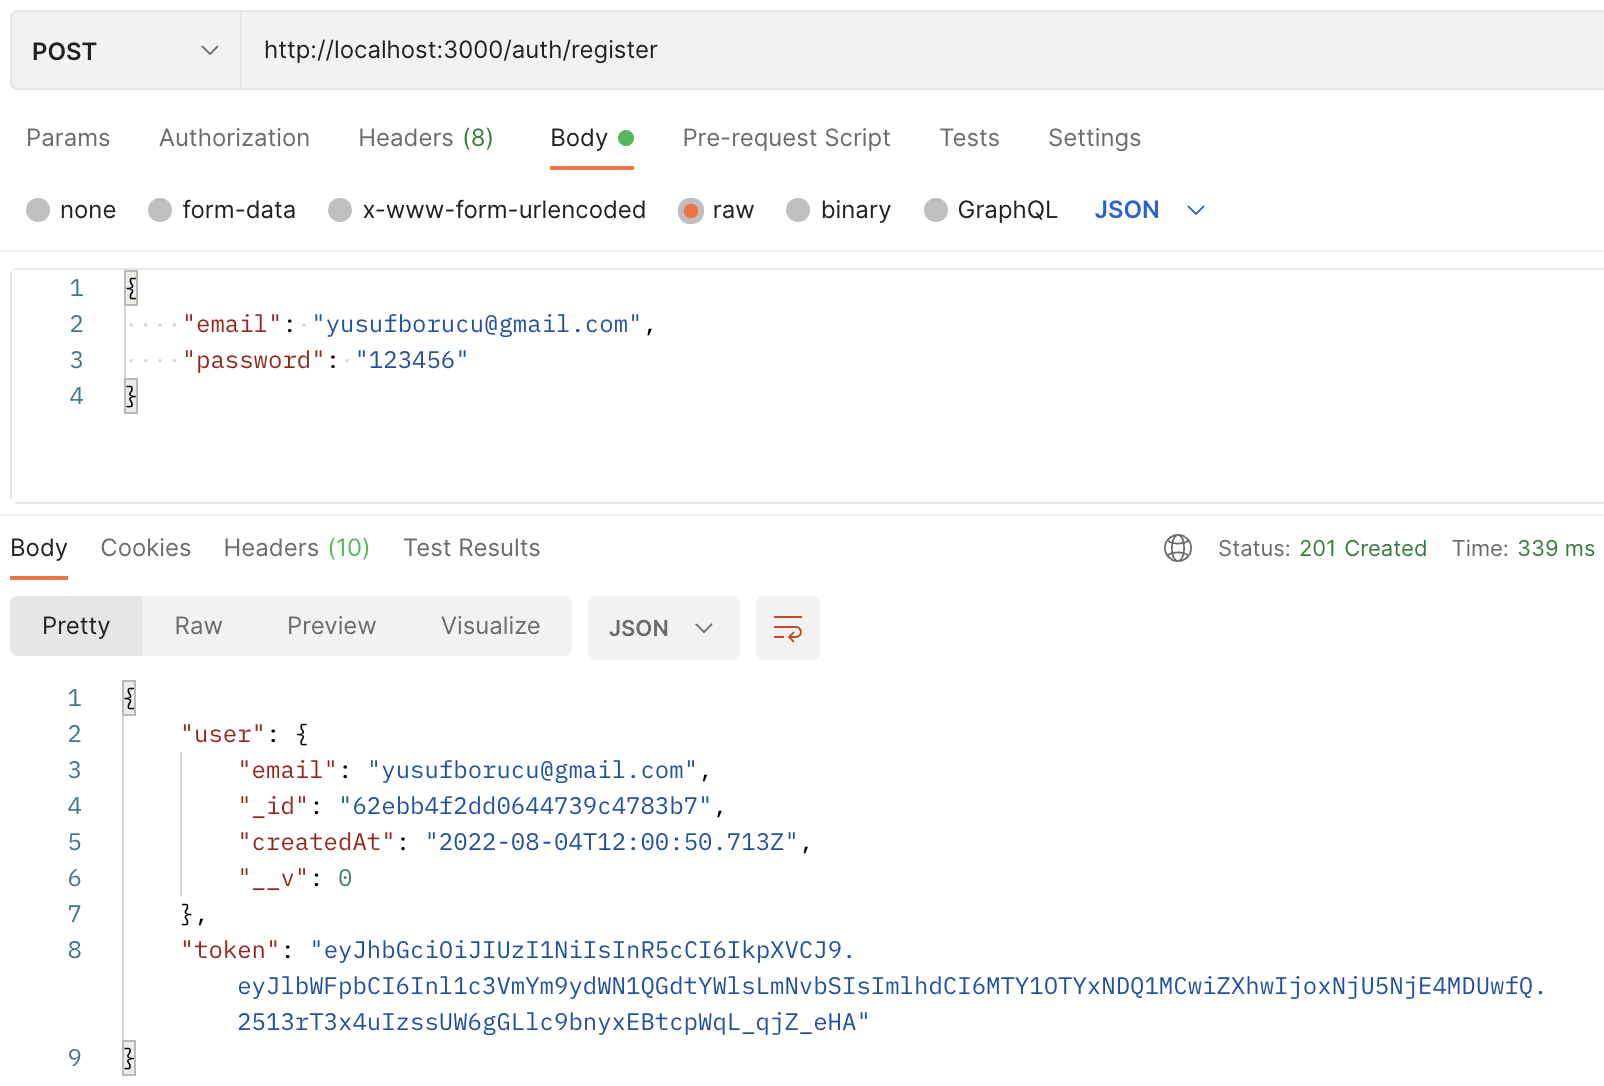 POST http://localhost:3000/auth/register
Params Authorization Headers (8) Body Pre-request Script Tests Settings
none form-data x-www-form-urlencoded raw binary GraphQL JSON
1 {
2 "email": "yusufborucu@gmail.com",
3 "password": "123456"
4 }
Body Cookies Headers (10) Test Results Status: 201 Created Time: 339 ms
Pretty Raw Preview Visualize JSON
1 {
2 "user": {
3 "email": "yusufborucu@gmail.com",
4 "_id": "62ebb4f2dd0644739c4783b7",
5 "createdAt": "2022-08-04T12:00:50.713Z",
6 "__v": 0
7 },
8 "token": "eyJhbGciOiJIUzI1NiIsInR5cCI6IkpXVCJ9.
eyJlbWFpbCI6Inl1c3VmYm9ydWN1QGdtYWlsLmNvbSIsImlhdCI6MTY1OTYxNDQ1MCwiZXhwIjoxNjU5NjE4MDUwfQ.
2513rT3x4uIzssUW6gGLlc9bnyxEBtcpWqL_qjZ_eHA"
9 }